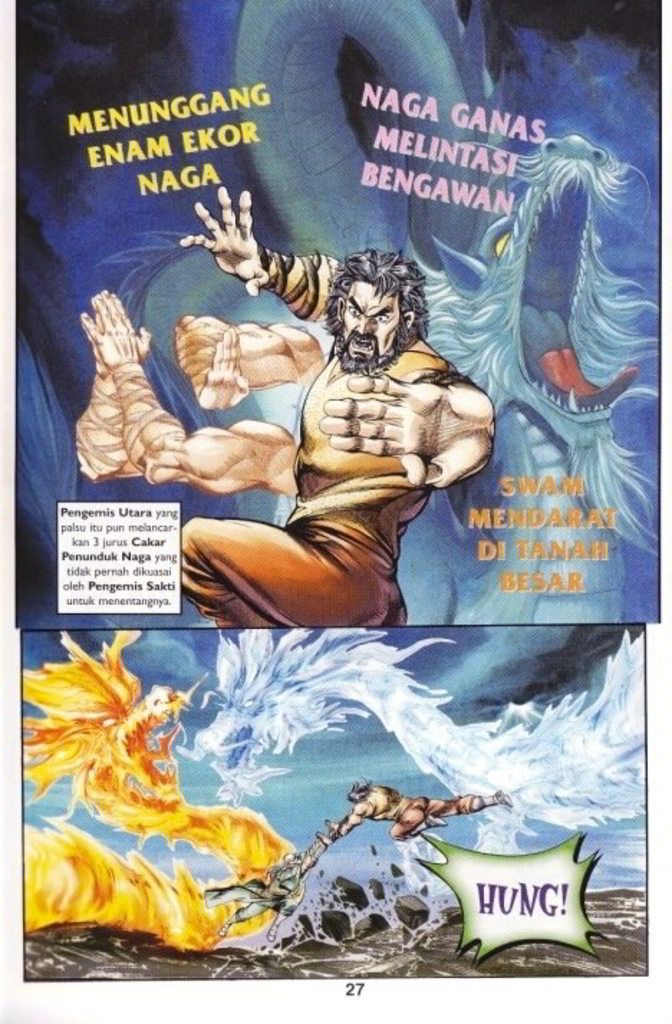 MENUNGGANG
ENAM EKOR
NAGA
NAGA GANAS
MELINTASI
BENGAWAN
SWAM
MENDARAT
DI TANAH
BESAR
Pengemis Utara yang
palsu itu pun melancar-
kan 3 jurus Cakar
Penunduk Naga yang
tidak pernah dikuasai
oleh Pengemis Sakti
untuk menentangnya.
HUNG!
27